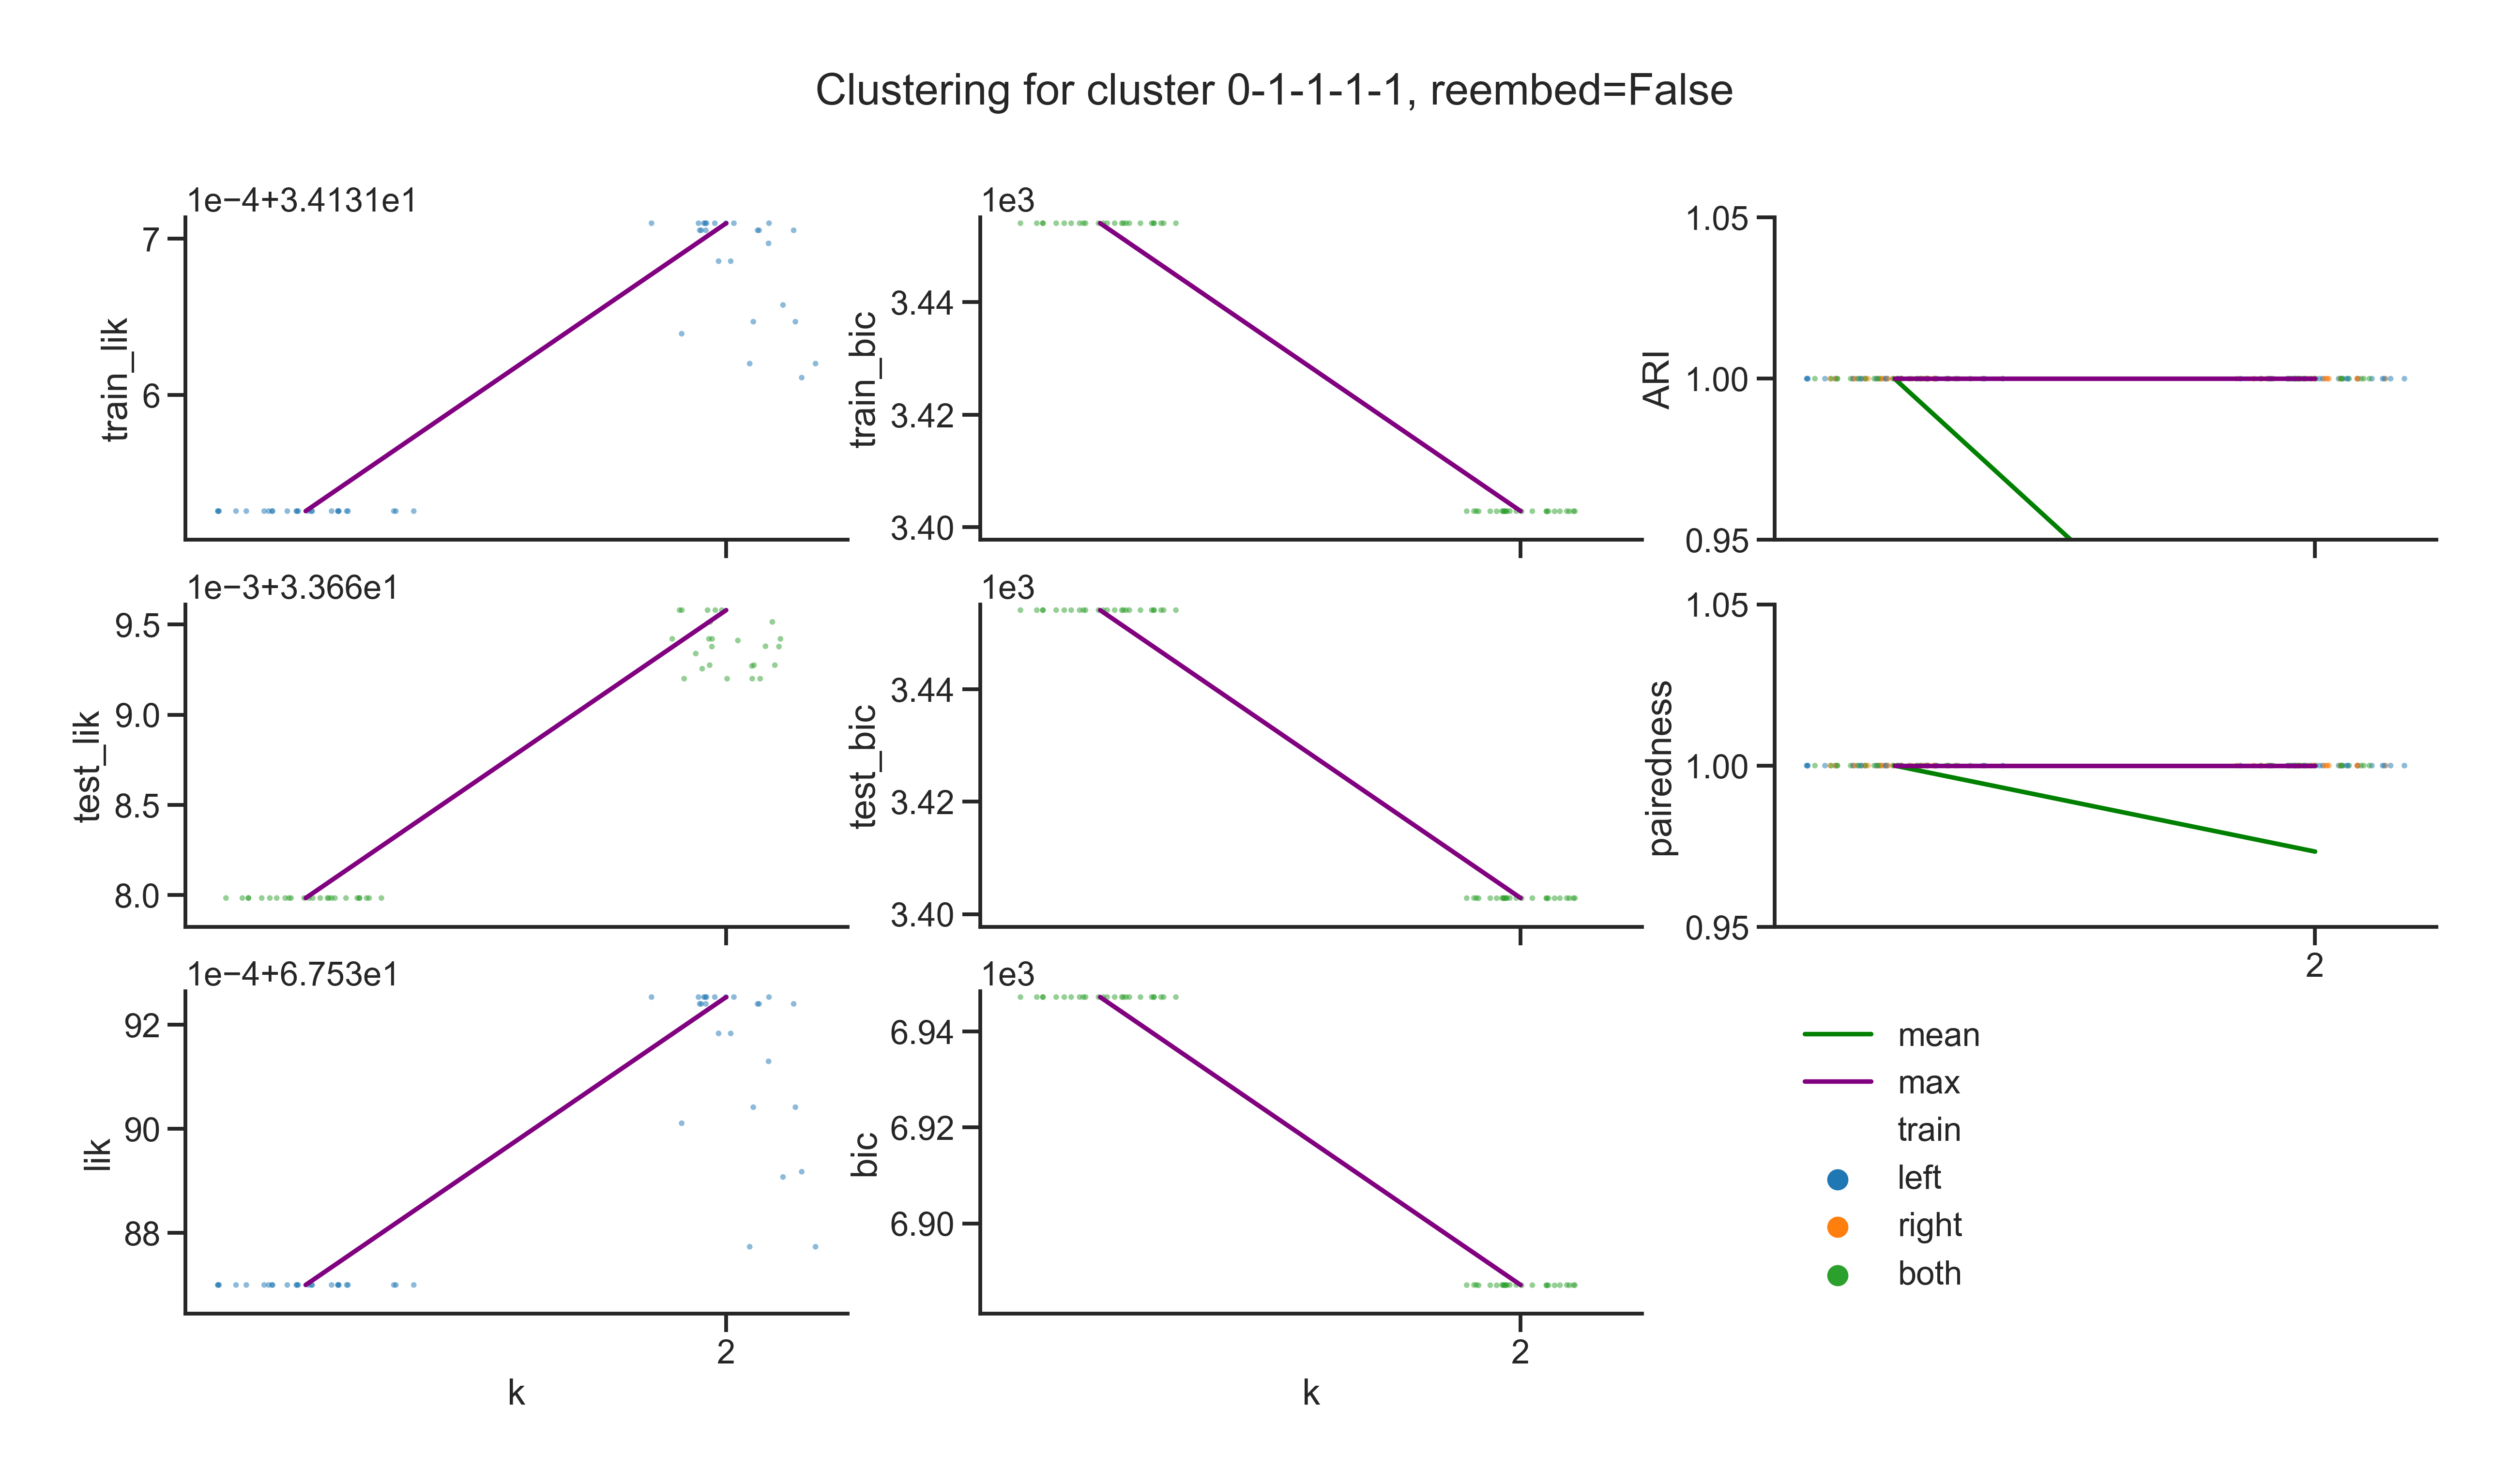 Clustering for cluster 0-1-1-1-1, reembed=False
1e−4+3.4131e1
7
6
train_lik
1e3
3.44
3.42
3.40
train_bic
1.05
1.00
0.95
ARI
1e−3+3.366e1
9.5
9.0
8.5
8.0
test_lik
1e3
3.44
3.42
3.40
test_bic
1.05
1.00
0.95
pairedness
2
1e−4+6.753e1
92
90
88
lik
2
k
1e3
6.94
6.92
6.90
bic
2
k
mean
max
train
left
right
both